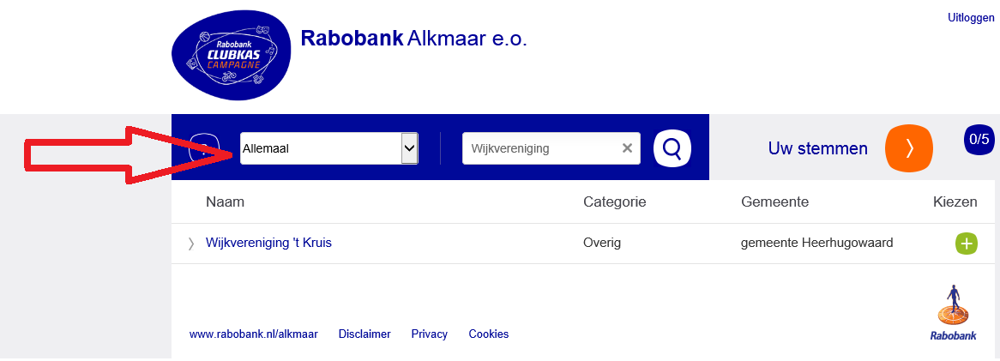 Uitloggen
Rabobank
CLUBKAS
CAMPAGNE
Rabobank Alkmaar e.o.
Allemaal
Wijkvereniging
Uw stemmen
0/5
Naam Categorie Gemeente Kiezen
Wijkvereniging 't Kruis Overig gemeente Heerhugowaard
www.rabobank.nl/alkmaar Disclaimer Privacy Cookies
Rabobank